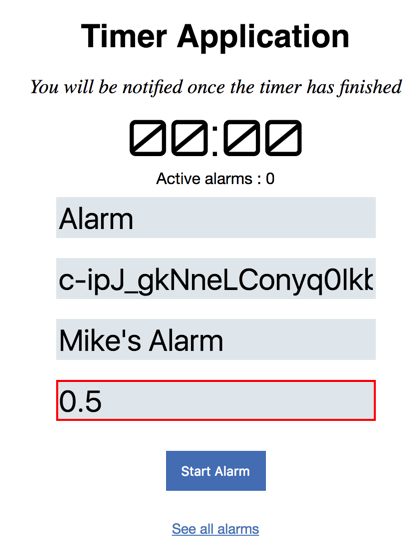 Timer Application
You will be notified once the timer has finished
00:00
Active alarms : 0
Alarm
Mike's Alarm
0.5
Start Alarm
See all alarms